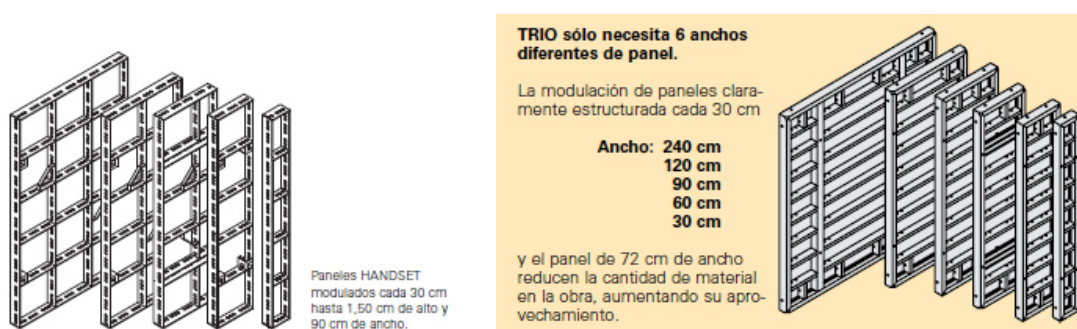 Paneles HANDSET
modulados cada 30 cm
hasta 1,50 cm de alto y
90 cm de ancho.
TRIO sólo necesita 6 anchos
diferentes de panel.
La modulación de paneles clara-
mente estructurada cada 30 cm
Ancho: 240 cm
120 cm
90 cm
60 cm
30 cm
y el panel de 72 cm de ancho
reducen la cantidad de material
en la obra, aumentando su apro-
vechamiento.